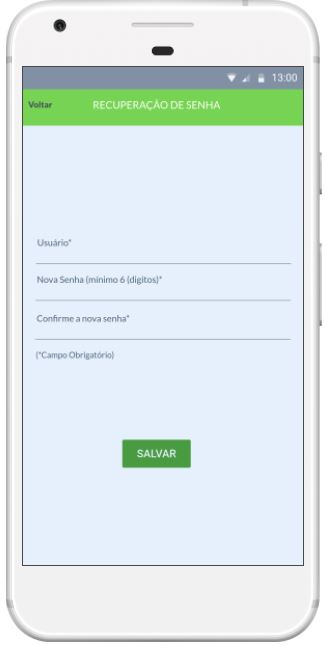 13:00
Voltar RECUPERAÇÃO DE SENHA
Usuário*
Nova Senha (mínimo 6 (dígitos)*
Confirme a nova senha*
(*Campo Obrigatório)
SALVAR